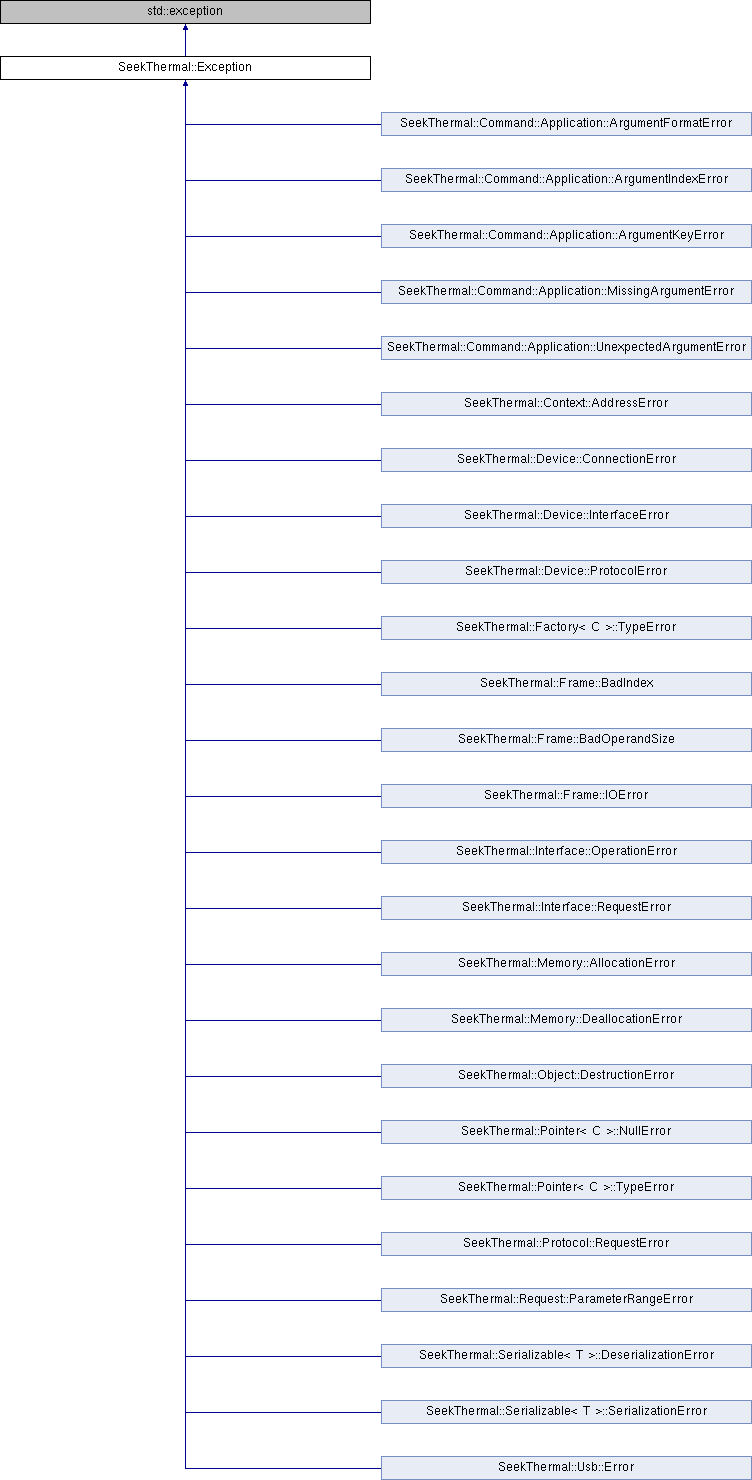 std::exception
SeekThermal::Exception
SeekThermal::Command::Application::ArgumentFormatError
SeekThermal::Command::Application::ArgumentIndexError
SeekThermal::Command::Application::ArgumentKeyError
SeekThermal::Command::Application::MissingArgumentError
SeekThermal::Command::Application::UnexpectedArgumentError
SeekThermal::Context::AddressError
SeekThermal::Device::ConnectionError
SeekThermal::Device::InterfaceError
SeekThermal::Device::ProtocolError
SeekThermal::Factory< C >::TypeError
SeekThermal::Frame::BadIndex
SeekThermal::Frame::BadOperandSize
SeekThermal::Frame::IOError
SeekThermal::Interface::OperationError
SeekThermal::Interface::RequestError
SeekThermal::Memory::AllocationError
SeekThermal::Memory::DeallocationError
SeekThermal::Object::DestructionError
SeekThermal::Pointer< C >::NullError
SeekThermal::Pointer< C >::TypeError
SeekThermal::Protocol::RequestError
SeekThermal::Request::ParameterRangeError
SeekThermal::Serializable< T >::DeserializationError
SeekThermal::Serializable< T >::SerializationError
SeekThermal::Usb::Error